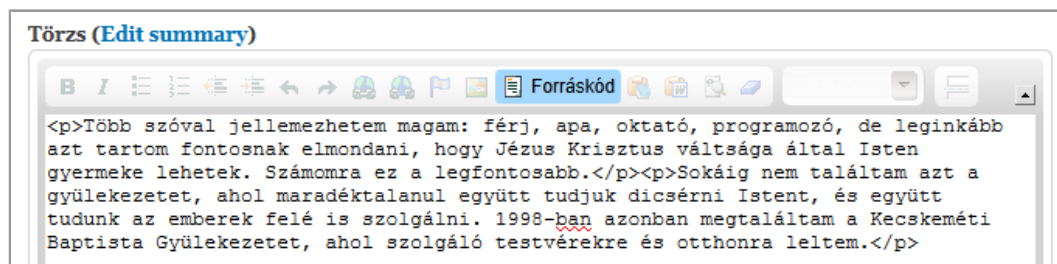 Törzs (Edit summary)
B I Forráskód
<p>Több szóval jellemezhetem magam: férj, apa, oktató, programozó, de leginkább
azt tartom fontosnak elmondani, hogy Jézus Krisztus váltsága által Isten
gyermeke lehetek. Számomra ez a legfontosabb.</p><p>Sokáig nem találtam azt a
gyülekezetet, ahol maradéktalanul együtt tudjuk dicsérni Istent, és együtt
tudunk az emberek felé is szolgálni. 1998-ban azonban megtaláltam a Kecskeméti
Baptista Gyülekezetet, ahol szolgáló testvérekre és otthonra leltem.</p>